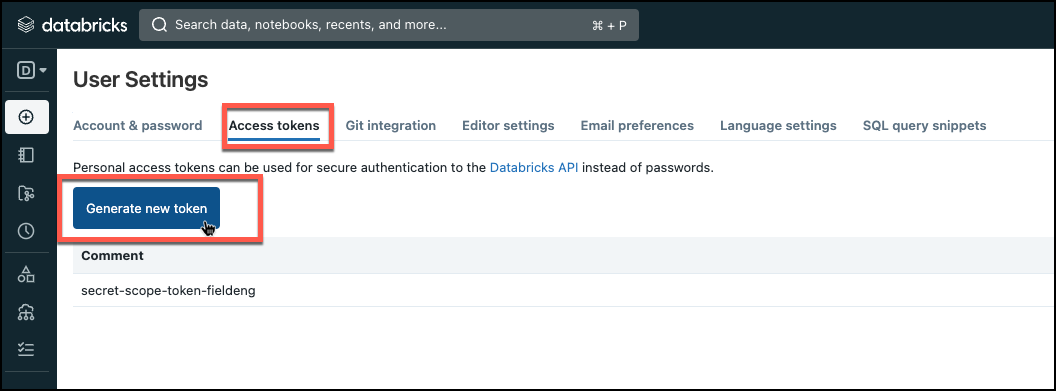 databricks
Search data, notebooks, recents, and more... ⌘ + P
D
User Settings
Account & password Access tokens Git integration Editor settings Email preferences Language settings SQL query snippets
Personal access tokens can be used for secure authentication to the Databricks API instead of passwords.
Generate new token
Comment
secret-scope-token-fieldeng